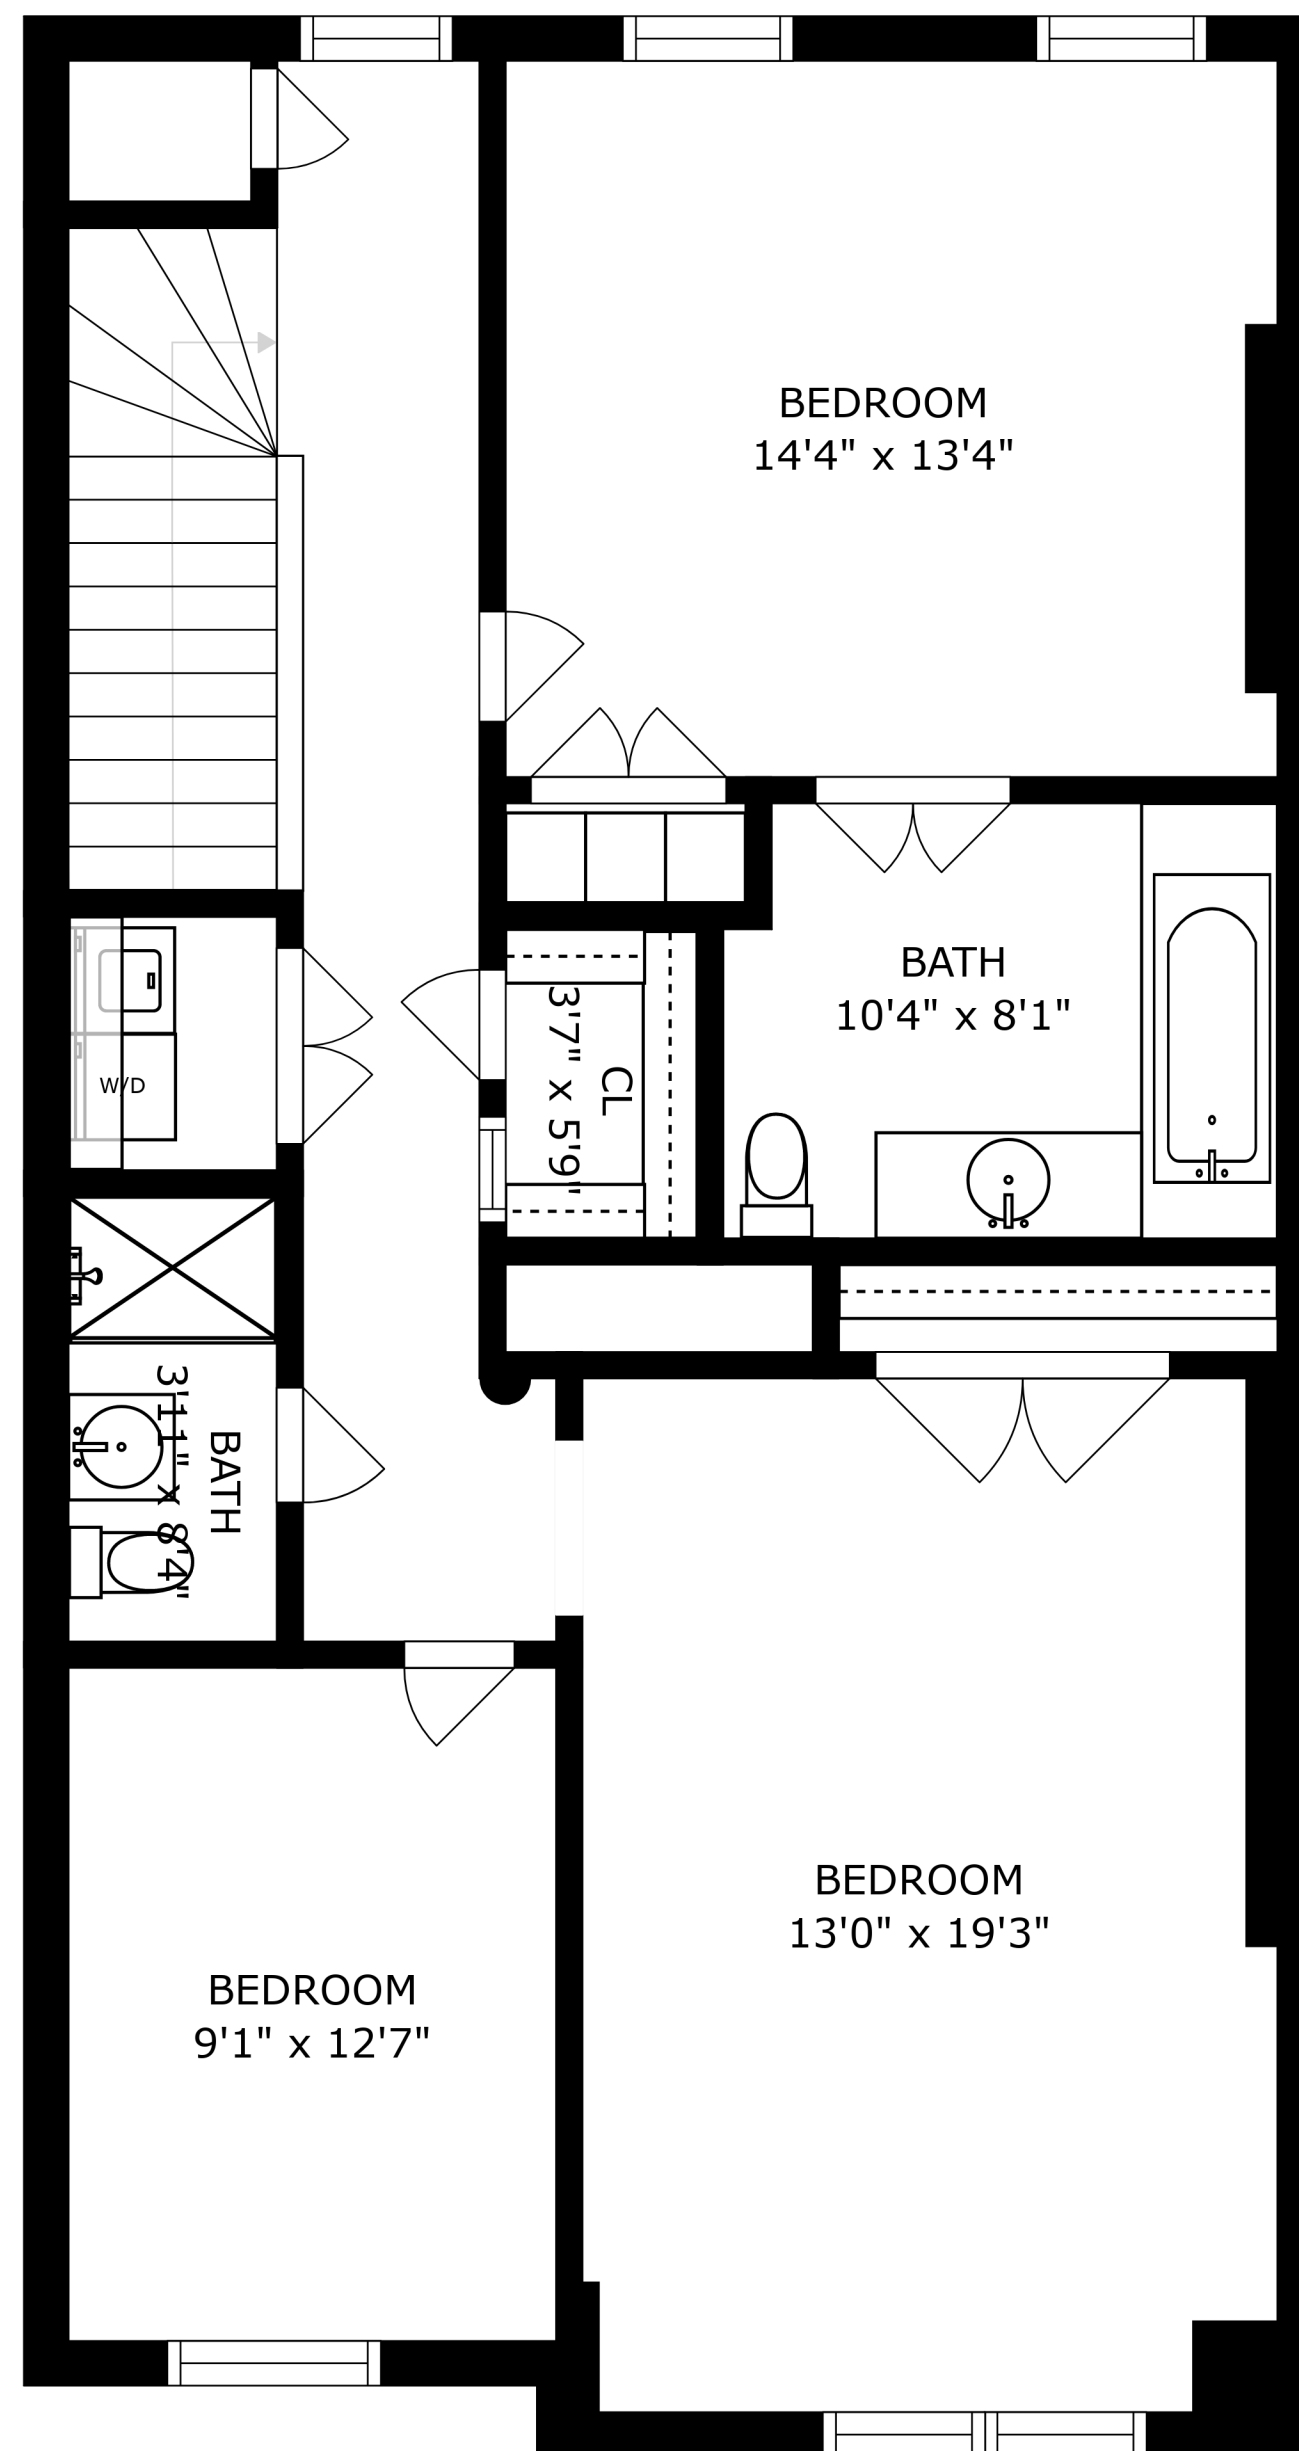 BEDROOM
14'4" x 13'4"
BATH
10'4" x 8'1"
CL
3'7" x 5'9"
W/D
BATH
3'11" x 8'4"
BEDROOM
13'0" x 19'3"
BEDROOM
9'1" x 12'7"